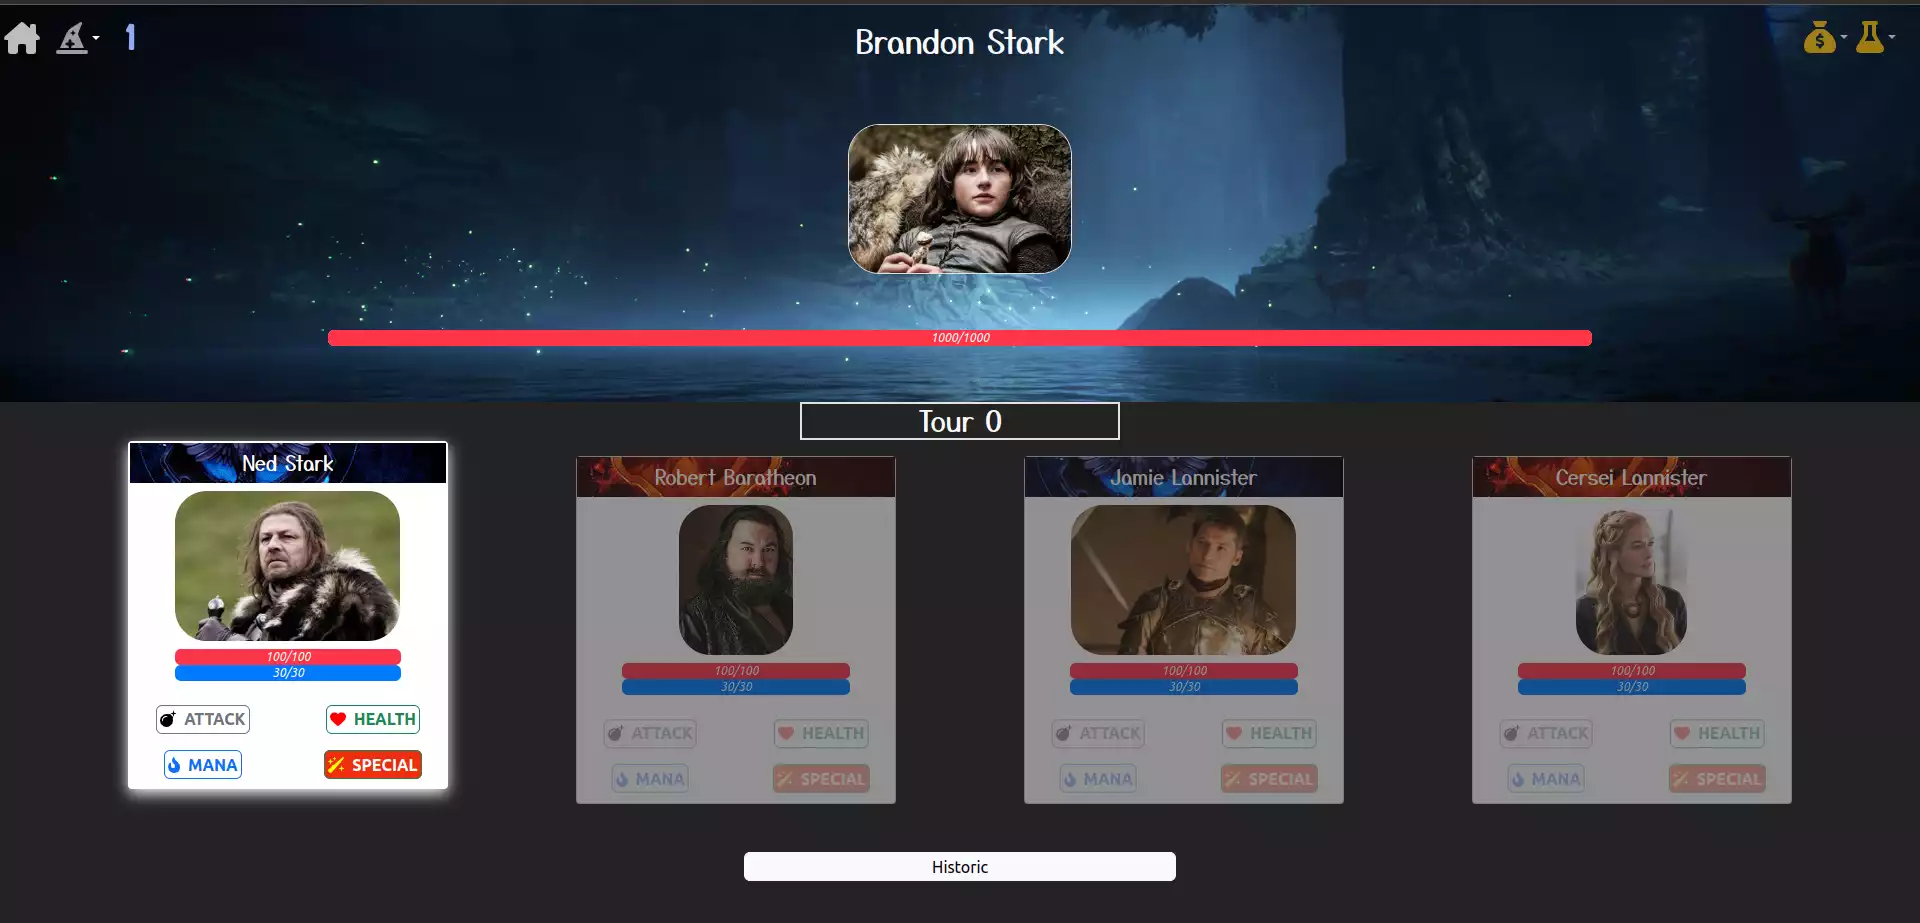 1
Brandon Stark
$
1000/1000
Tour 0
Ned Stark
100/100
30/30
ATTACK HEALTH
MANA SPECIAL
Robert Baratheon
100/100
30/30
ATTACK HEALTH
MANA SPECIAL
Jamie Lannister
100/100
30/30
ATTACK HEALTH
MANA SPECIAL
Cersei Lannister
100/100
30/30
ATTACK HEALTH
MANA SPECIAL
Historic